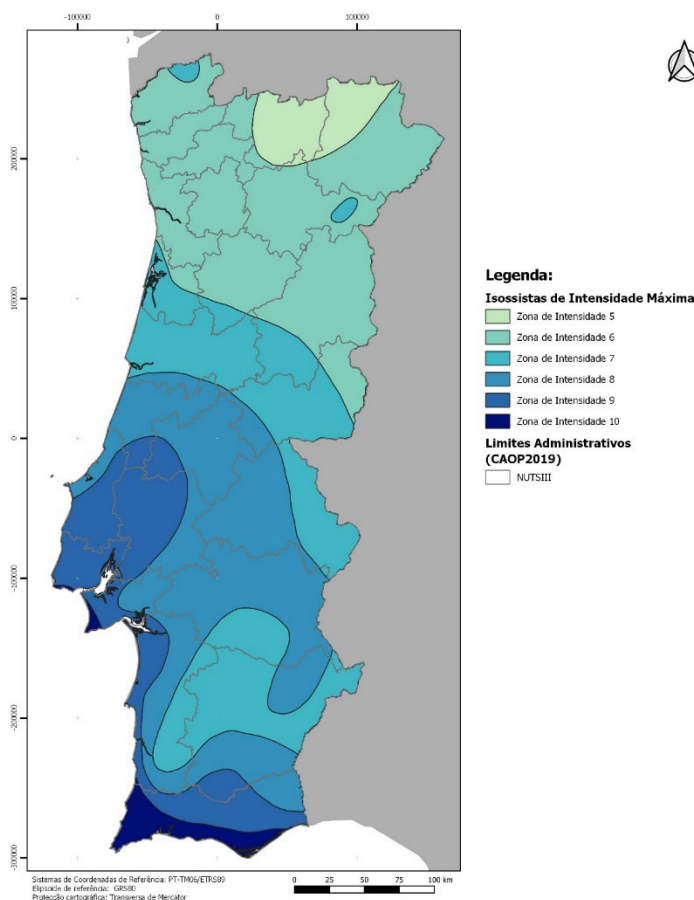 -100000 0 100000
200000
100000
0
-100000
-200000
-300000
Legenda:
Isossistas de Intensidade Máxima
Zona de Intensidade 5
Zona de Intensidade 6
Zona de Intensidade 7
Zona de Intensidade 8
Zona de Intensidade 9
Zona de Intensidade 10
Limites Administrativos
(CAOP2019)
NUTSIII
Sistemas de Coordenadas de Referência: PT-TM06/ETRS89
Elipsoide de referência: GRS80
Protecção cartográfica: Transversa de Mercator
0 25 50 75 100 km